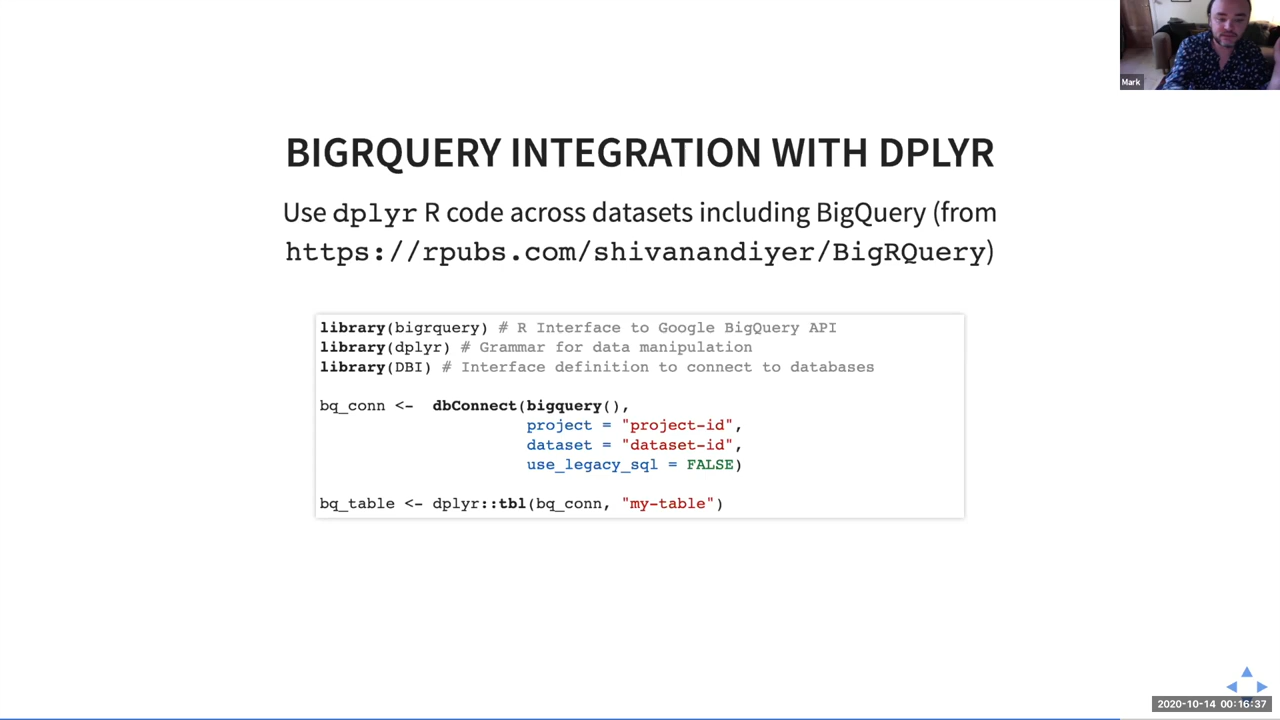 Mark
BIGRQUERY INTEGRATION WITH DPLYR
Use dplyr R code across datasets including BigQuery (from
https://rpubs.com/shivanandiyer/BigRQuery)
library(bigrquery) # R Interface to Google BigQuery API
library(dplyr) # Grammar for data manipulation
library(DBI) # Interface definition to connect to databases
bq_conn <-  dbConnect(bigquery(),
project = "project-id",
dataset = "dataset-id",
use_legacy_sql = FALSE)
bq_table <- dplyr::tbl(bq_conn, "my-table")
2020-10-14 00:16:37